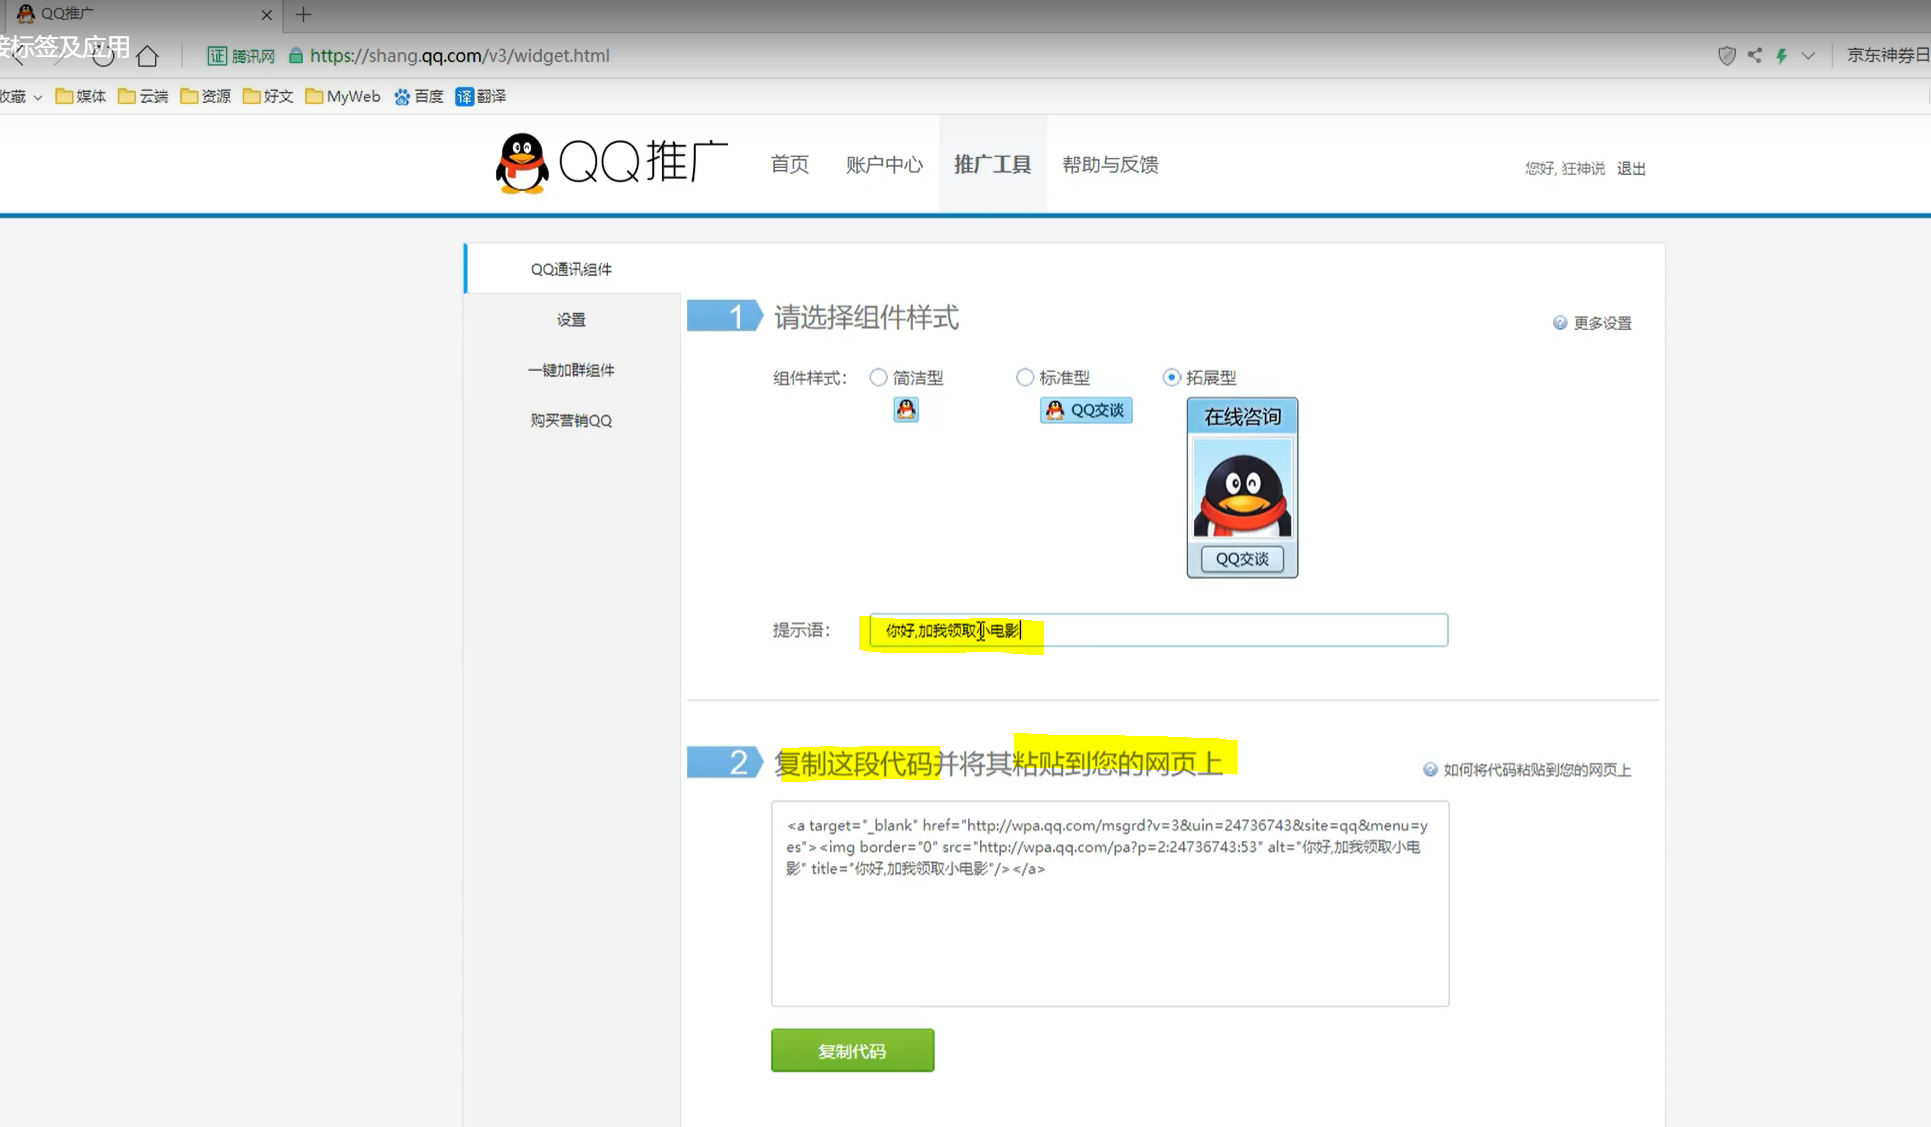 QQ推广
接标签及应用
证 腾讯网 https://shang.qq.com/v3/widget.html 京东神券日
收藏 媒体 云端 资源 好文 MyWeb 百度 译 翻译
QQ推广 首页 账户中心 推广工具 帮助与反馈 您好, 狂神说 退出
QQ通讯组件
设置
一键加群组件
购买营销QQ
1 请选择组件样式 更多设置
组件样式： 简洁型 标准型 拓展型
QQ交谈
在线咨询
QQ交谈
提示语： 你好,加我领取小电影
2 复制这段代码并将其粘贴到您的网页上 如何将代码粘贴到您的网页上
<a target="_blank" href="http://wpa.qq.com/msgrd?v=3&uin=24736743&site=qq&menu=y
es"><img border="0" src="http://wpa.qq.com/pa?p=2:24736743:53" alt="你好,加我领取小电
影" title="你好,加我领取小电影"/></a>
复制代码